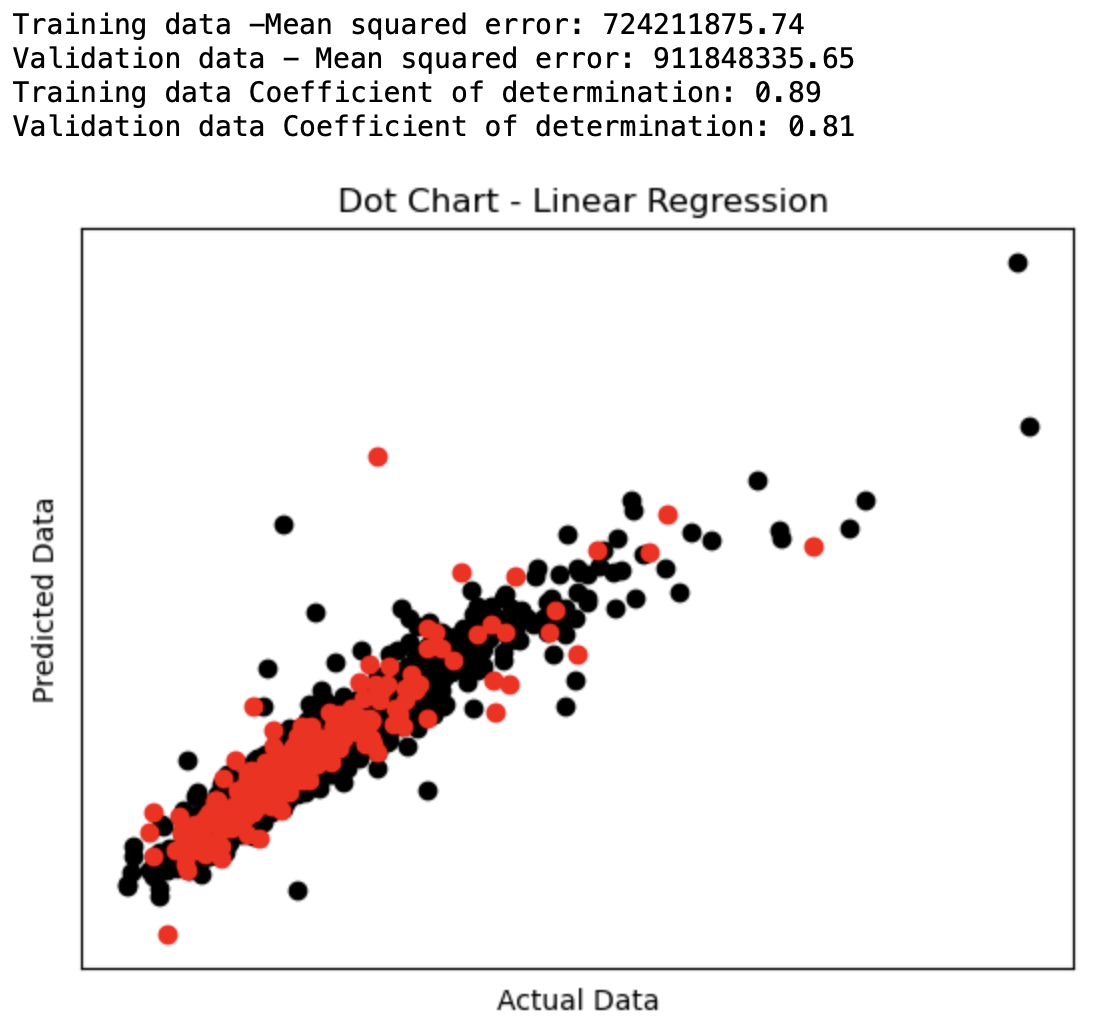 Training data –Mean squared error: 724211875.74
Validation data – Mean squared error: 911848335.65
Training data Coefficient of determination: 0.89
Validation data Coefficient of determination: 0.81
Dot Chart - Linear Regression
Predicted Data
Actual Data